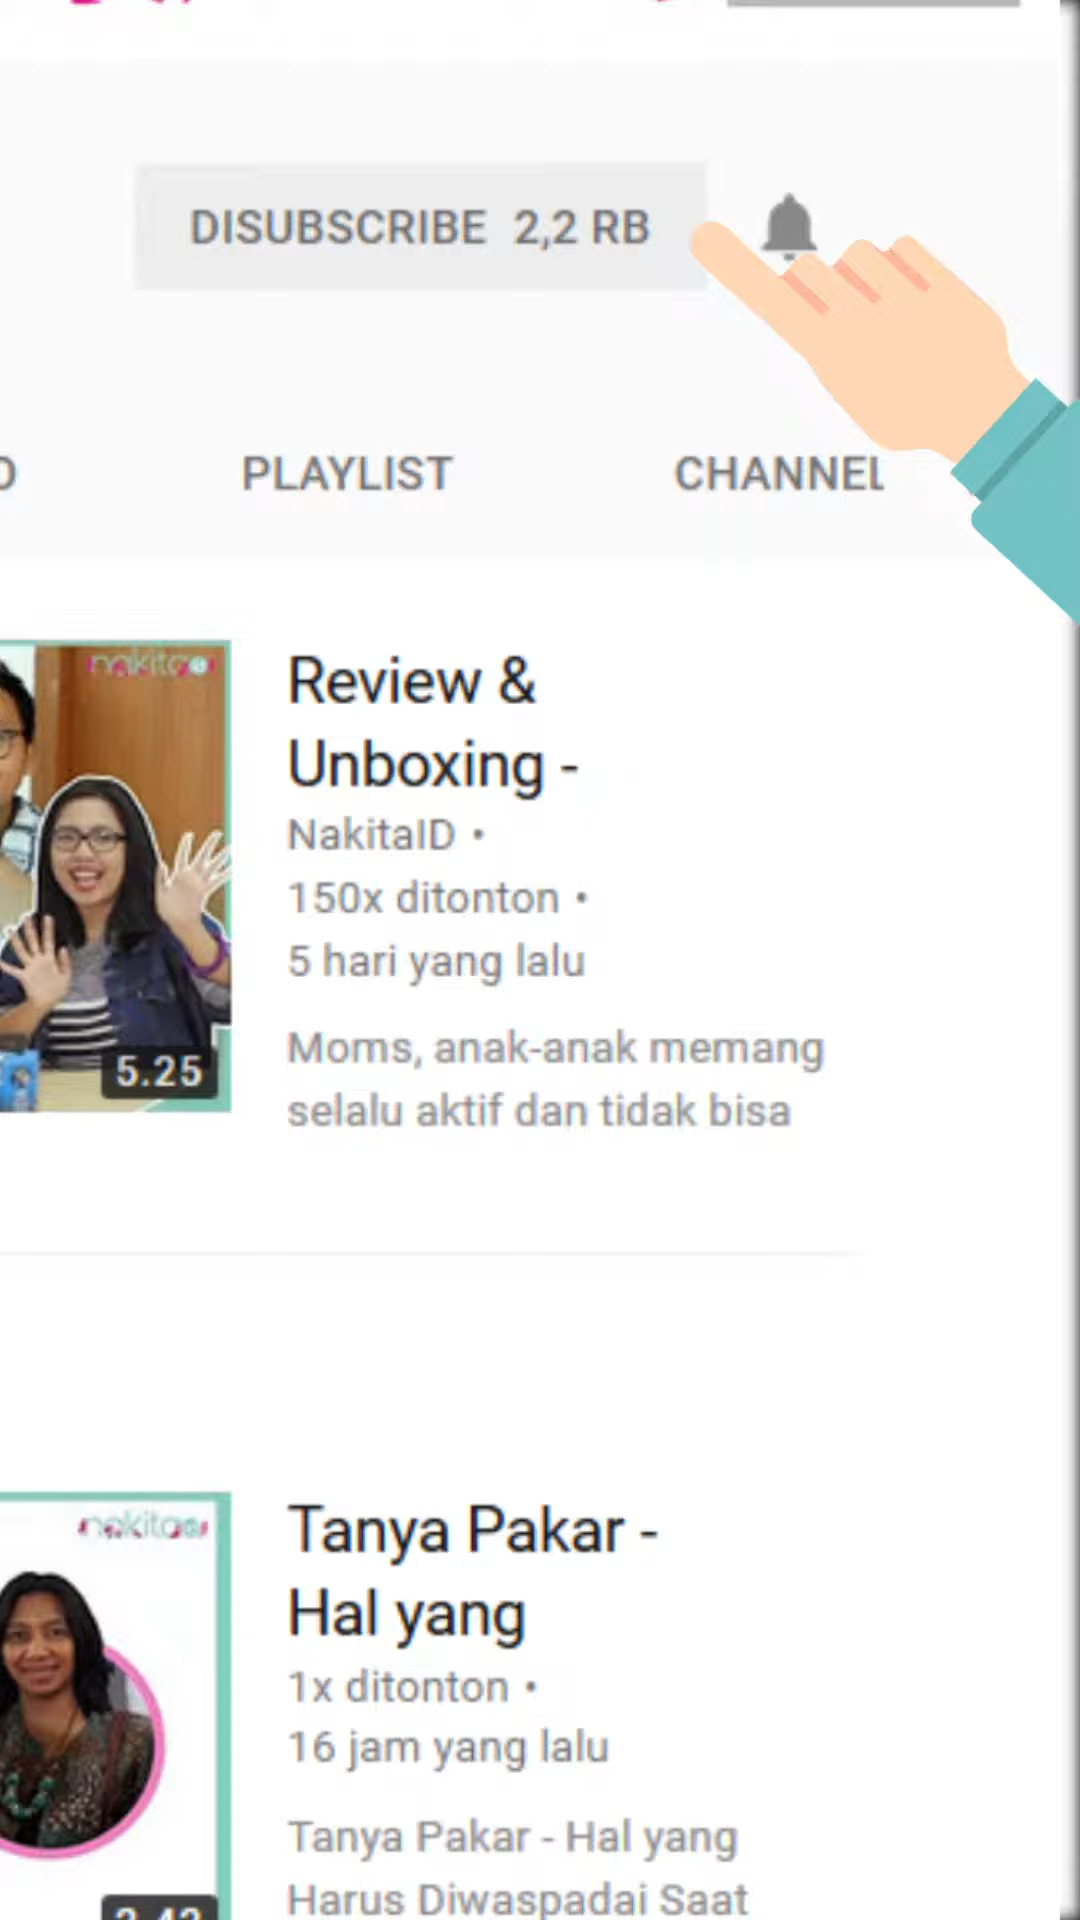 DISUBSCRIBE 2,2 RB
PLAYLIST CHANNEL
nakita
Review &
Unboxing -
NakitaID •
150x ditonton •
5 hari yang lalu
Moms, anak-anak memang
selalu aktif dan tidak bisa
5.25
nakita
Tanya Pakar -
Hal yang
1x ditonton •
16 jam yang lalu
Tanya Pakar - Hal yang
Harus Diwaspadai Saat